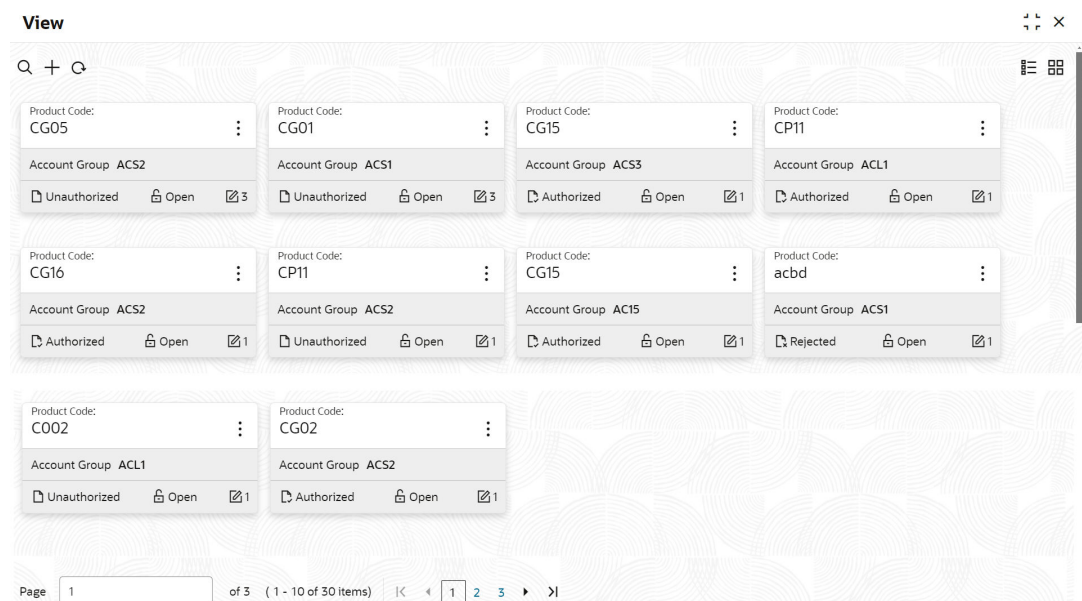 View
Product Code: Product Code: Product Code: Product Code:
CG05 CG01 CG15 CP11
Account Group ACS2 Account Group ACS1 Account Group ACS3 Account Group ACL1
Unauthorized Open 3 Unauthorized Open 3 Authorized Open 1 Authorized Open 1
Product Code: Product Code: Product Code: Product Code:
CG16 CP11 CG15 acbd
Account Group ACS2 Account Group ACS2 Account Group AC15 Account Group ACS1
Authorized Open 1 Unauthorized Open 1 Authorized Open 1 Rejected Open 1
Product Code: Product Code:
C002 CG02
Account Group ACL1 Account Group ACS2
Unauthorized Open 1 Authorized Open 1
Page 1 of 3 (1 - 10 of 30 items) 1 2 3